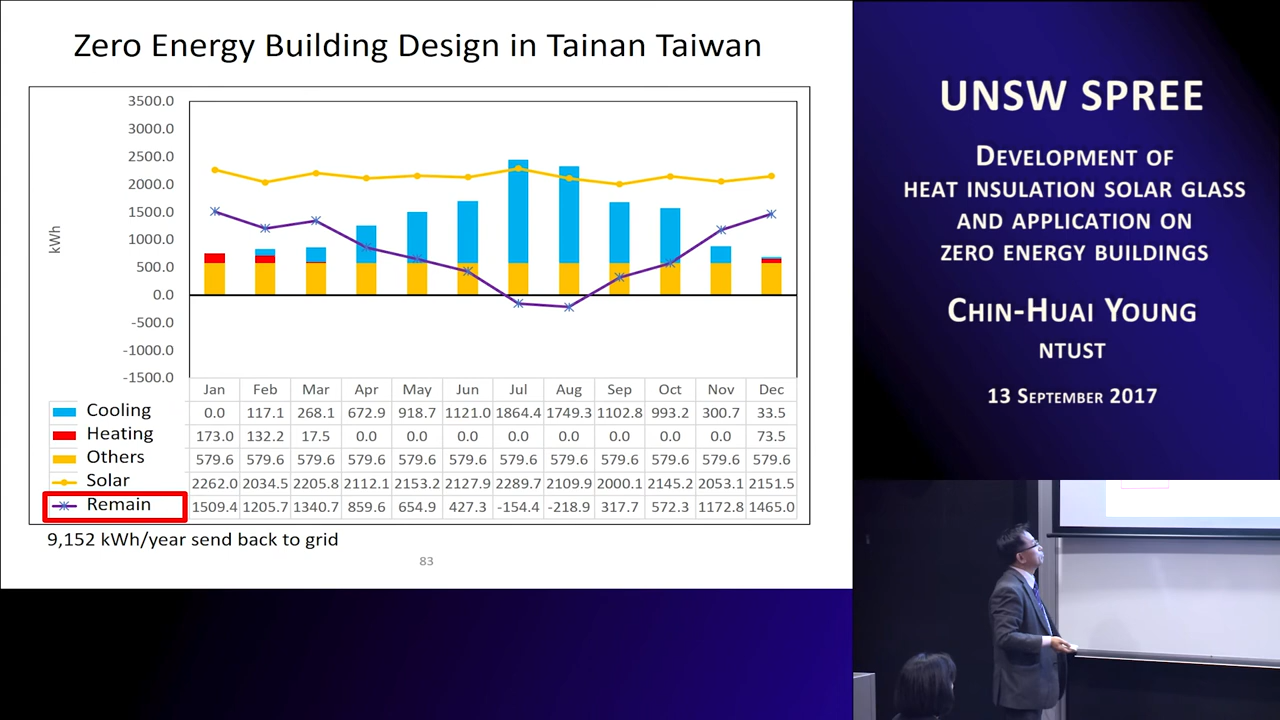 Zero Energy Building Design in Tainan Taiwan
3500.0
3000.0
2500.0
2000.0
1500.0
1000.0
500.0
0.0
-500.0
-1000.0
-1500.0
kWh
Jan Feb Mar Apr May Jun Jul Aug Sep Oct Nov Dec
Cooling 0.0 117.1 268.1 672.9 918.7 1121.0 1864.4 1749.3 1102.8 993.2 300.7 33.5
Heating 173.0 132.2 17.5 0.0 0.0 0.0 0.0 0.0 0.0 0.0 0.0 73.5
Others 579.6 579.6 579.6 579.6 579.6 579.6 579.6 579.6 579.6 579.6 579.6 579.6
Solar 2262.0 2034.5 2205.8 2112.1 2153.2 2127.9 2289.7 2109.9 2000.1 2145.2 2053.1 2151.5
Remain 1509.4 1205.7 1340.7 859.6 654.9 427.3 -154.4 -218.9 317.7 572.3 1172.8 1465.0
9,152 kWh/year send back to grid
83
UNSW SPREE
DEVELOPMENT OF
HEAT INSULATION SOLAR GLASS
AND APPLICATION ON
ZERO ENERGY BUILDINGS
CHIN-HUAI YOUNG
NTUST
13 SEPTEMBER 2017